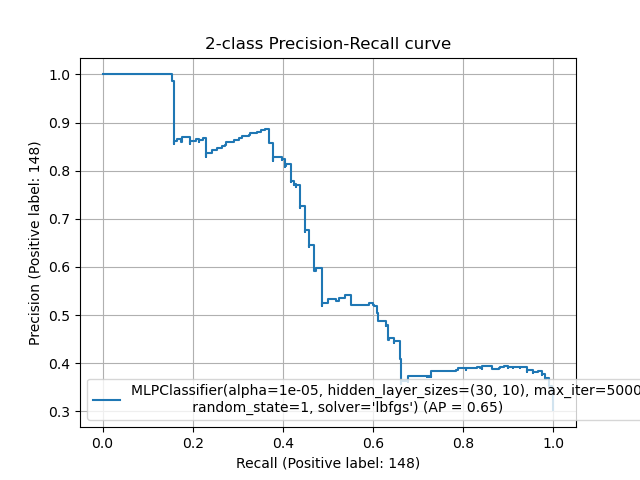 2-class Precision-Recall curve
Precision (Positive label: 148)
1.0
0.9
0.8
0.7
0.6
0.5
0.4
0.3
MLPClassifier(alpha=1e-05, hidden_layer_sizes=(30, 10), max_iter=5000
random_state=1, solver='lbfgs') (AP = 0.65)
0.0 0.2 0.4 0.6 0.8 1.0
Recall (Positive label: 148)